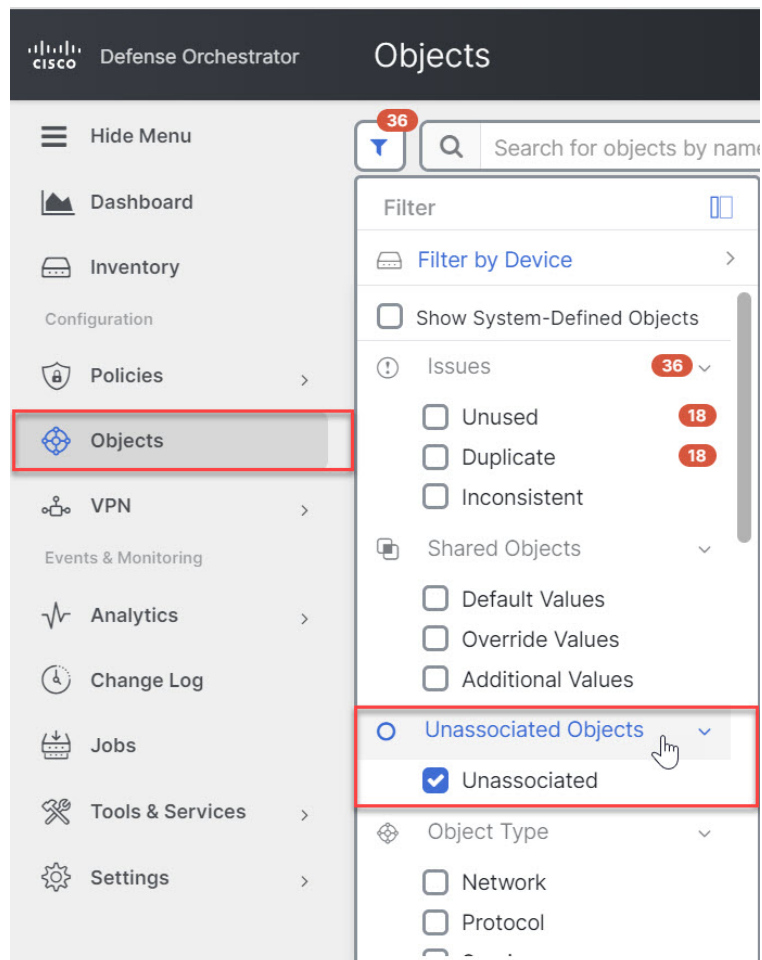 cisco Defense Orchestrator
Objects
Hide Menu
Dashboard
Inventory
Configuration
Policies
Objects
VPN
Events & Monitoring
Analytics
Change Log
Jobs
Tools & Services
Settings
36
Search for objects by name
Filter
Filter by Device
Show System-Defined Objects
Issues 36
Unused 18
Duplicate 18
Inconsistent
Shared Objects
Default Values
Override Values
Additional Values
Unassociated Objects
Unassociated
Object Type
Network
Protocol